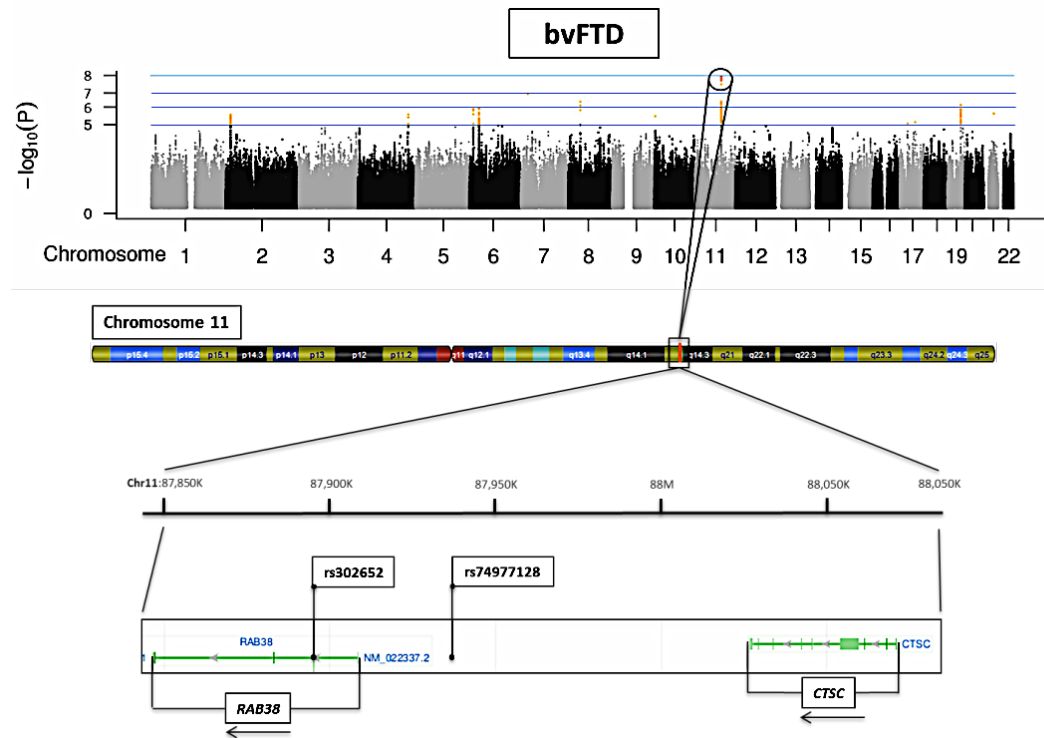 bvFTD
8
7
6
5
0
−log₁₀(P)
Chromosome 1 2 3 4 5 6 7 8 9 10 11 12 13 15 17 19 22
Chromosome 11
p15.4 p15.2 p15.1 p14.3 p14.1 p13 p12 p11.2 q11 q12.1 q13.4 q14.1 q14.3 q21 q22.1 q22.3 q23.3 q24.2 q24.3 q25
Chr11:87,850K 87,900K 87,950K 88M 88,050K 88,050K
rs302652 rs74977128
RAB38 CTSC
NM_022337.2
RAB38 CTSC